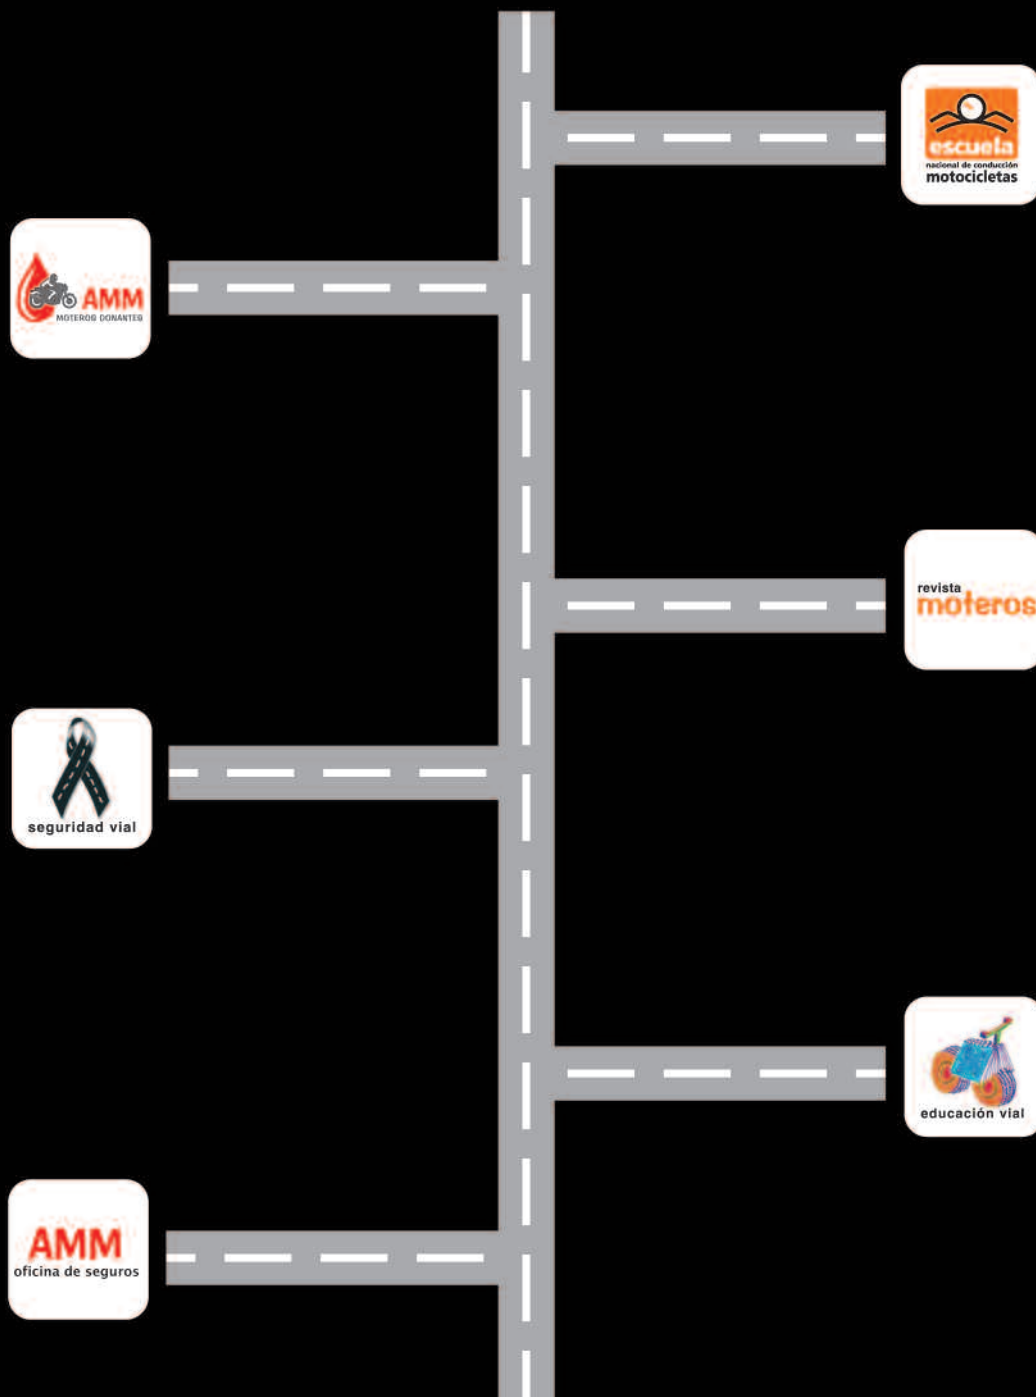 escuela
nacional de conducción
motocicletas
AMM
MOTEROS DONANTES
revista
moteros
seguridad vial
educación vial
AMM
oficina de seguros